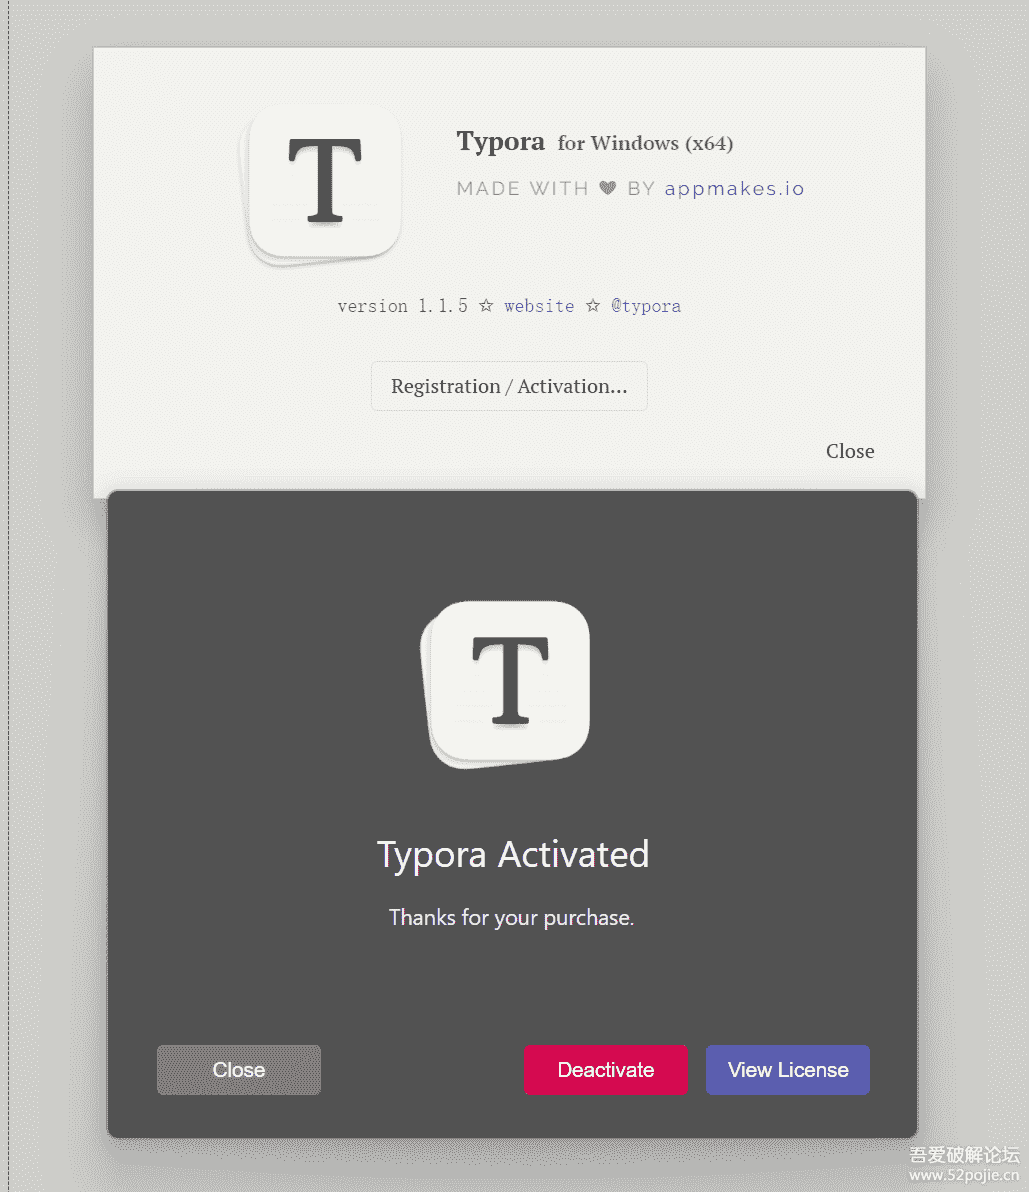 T
Typora for Windows (x64)
MADE WITH ♥ BY appmakes.io
version 1.1.5 ☆ website ☆ @typora
Registration / Activation...
Close
T
Typora Activated
Thanks for your purchase.
Close Deactivate View License
吾爱破解论坛
www.52pojie.cn